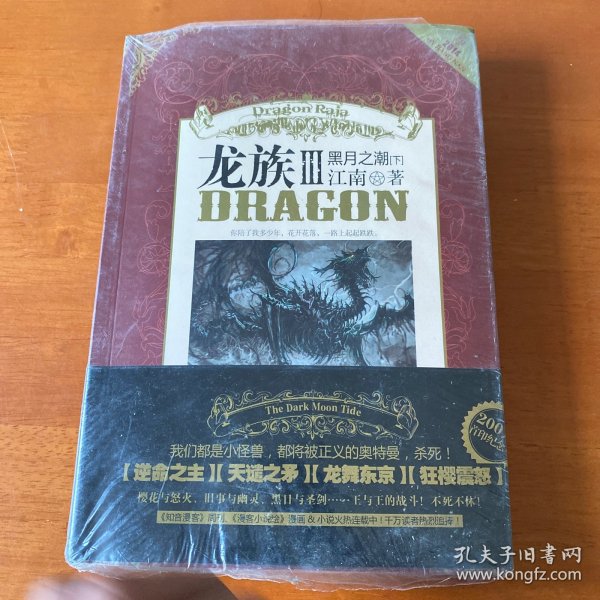 Dragon Raja
龙族III
黑月之潮[下]
江南 著
DRAGON
你陪了我多少年，花开花落，一路上起起跌跌。
The Dark Moon Tide
我们都是小怪兽，都将被正义的奥特曼，杀死！
【逆命之主】【天谴之矛】【龙舞东京】【狂樱震怒】
樱花与怒火，旧事与幽灵，黑日与圣剑……王与王的战斗！不死不休！
《知音漫客》周刊、《漫客小说绘》漫画&小说火热连载中！千万读者热烈追捧！
200
孔夫子旧书网
www.kongfz.com